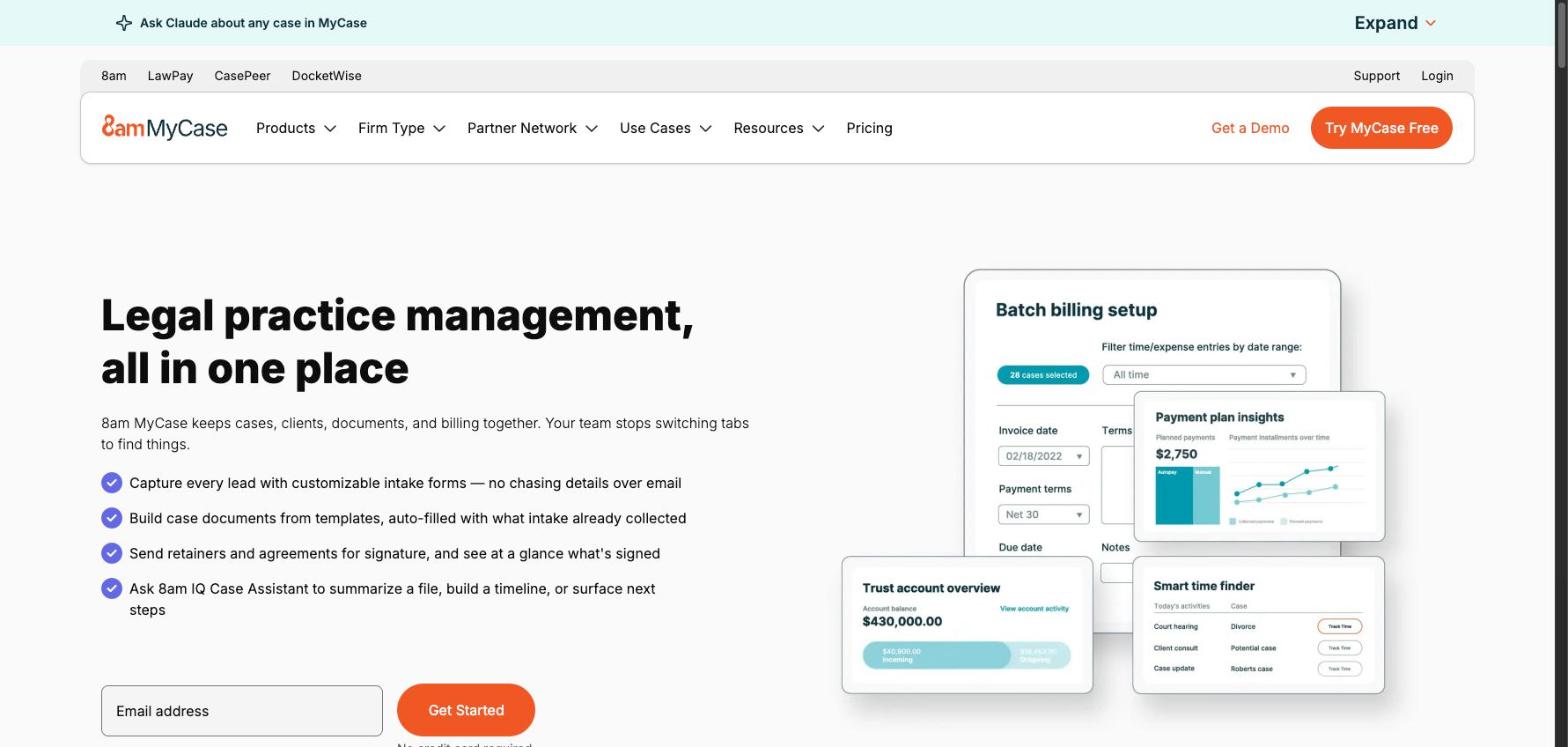 Ask Claude about any case in MyCase
Expand
8am LawPay CasePeer DocketWise
Support Login
8am MyCase
Products Firm Type Partner Network Use Cases Resources Pricing
Get a Demo
Try MyCase Free
Legal practice management,
all in one place
8am MyCase keeps cases, clients, documents, and billing together. Your team stops switching tabs
to find things.
Capture every lead with customizable intake forms — no chasing details over email
Build case documents from templates, auto-filled with what intake already collected
Send retainers and agreements for signature, and see at a glance what's signed
Ask 8am IQ Case Assistant to summarize a file, build a timeline, or surface next
steps
Email address
Get Started
No credit card required
Batch billing setup
Filter time/expense entries by date range:
28 cases selected
All time
Invoice date
Terms
02/18/2022
Payment terms
Net 30
Due date
Notes
Payment plan insights
Planned payments
Payment installments over time
$2,750
Autopay
Manual
Trust account overview
Account balance
View account activity
$430,000.00
Incoming
Outgoing
Smart time finder
Today's activities Case
Court hearing Divorce Track Time
Client consult Potential case Track Time
Case update Roberts case Track Time